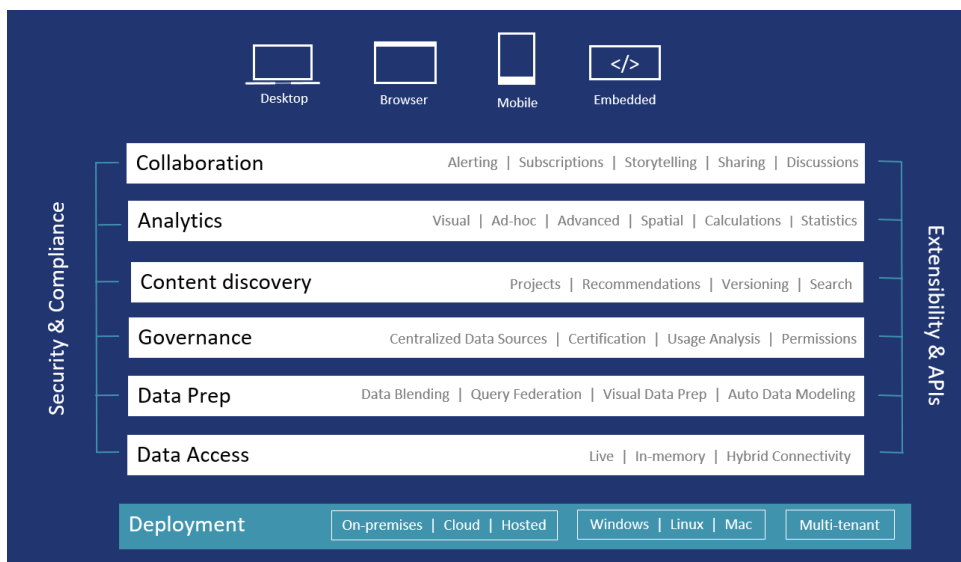 </>
Desktop
Browser
Mobile
Embedded
Security & Compliance
Collaboration Alerting | Subscriptions | Storytelling | Sharing | Discussions
Analytics Visual | Ad-hoc | Advanced | Spatial | Calculations | Statistics
Content discovery Projects | Recommendations | Versioning | Search
Governance Centralized Data Sources | Certification | Usage Analysis | Permissions
Data Prep Data Blending | Query Federation | Visual Data Prep | Auto Data Modeling
Data Access Live | In-memory | Hybrid Connectivity
Extensibility & APIs
Deployment On-premises | Cloud | Hosted Windows | Linux | Mac Multi-tenant